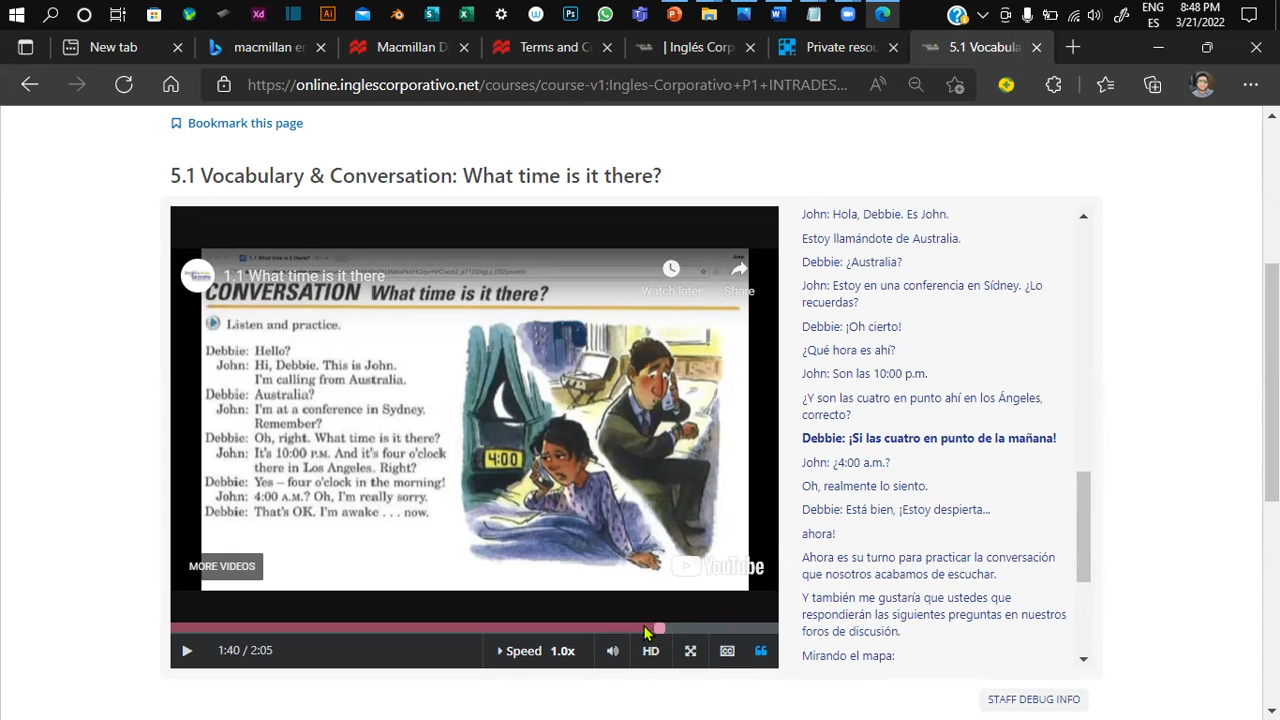 ENG
ES
8:48 PM
3/21/2022
New tab
macmillan e
Macmillan D
Terms and C
| Inglés Corp
Private resou
5.1 Vocabula
https://online.inglescorporativo.net/courses/course-v1:Ingles-Corporativo+P1+INTRADES...
Bookmark this page
5.1 Vocabulary & Conversation: What time is it there?
1.1 What time is it there
Watch later
Share
CONVERSATION What time is it there?
Listen and practice.
Debbie: Hello?
John: Hi, Debbie. This is John.
I'm calling from Australia.
Debbie: Australia?
John: I'm at a conference in Sydney.
Remember?
Debbie: Oh, right. What time is it there?
John: It's 10:00 P.M. And it's four o'clock
there in Los Angeles. Right?
Debbie: Yes – four o'clock in the morning!
John: 4:00 A.M.? Oh, I'm really sorry.
Debbie: That's OK. I'm awake . . . now.
4:00
MORE VIDEOS
YouTube
1:40 / 2:05
Speed 1.0x
HD
John: Hola, Debbie. Es John.
Estoy llamándote de Australia.
Debbie: ¿Australia?
John: Estoy en una conferencia en Sídney. ¿Lo
recuerdas?
Debbie: ¡Oh cierto!
¿Qué hora es ahí?
John: Son las 10:00 p.m.
¿Y son las cuatro en punto ahí en los Ángeles,
correcto?
Debbie: ¡Si las cuatro en punto de la mañana!
John: ¿4:00 a.m.?
Oh, realmente lo siento.
Debbie: Está bien, ¡Estoy despierta...
ahora!
Ahora es su turno para practicar la conversación
que nosotros acabamos de escuchar.
Y también me gustaría que ustedes que
respondierán las siguientes preguntas en nuestros
foros de discusión.
Mirando el mapa:
STAFF DEBUG INFO